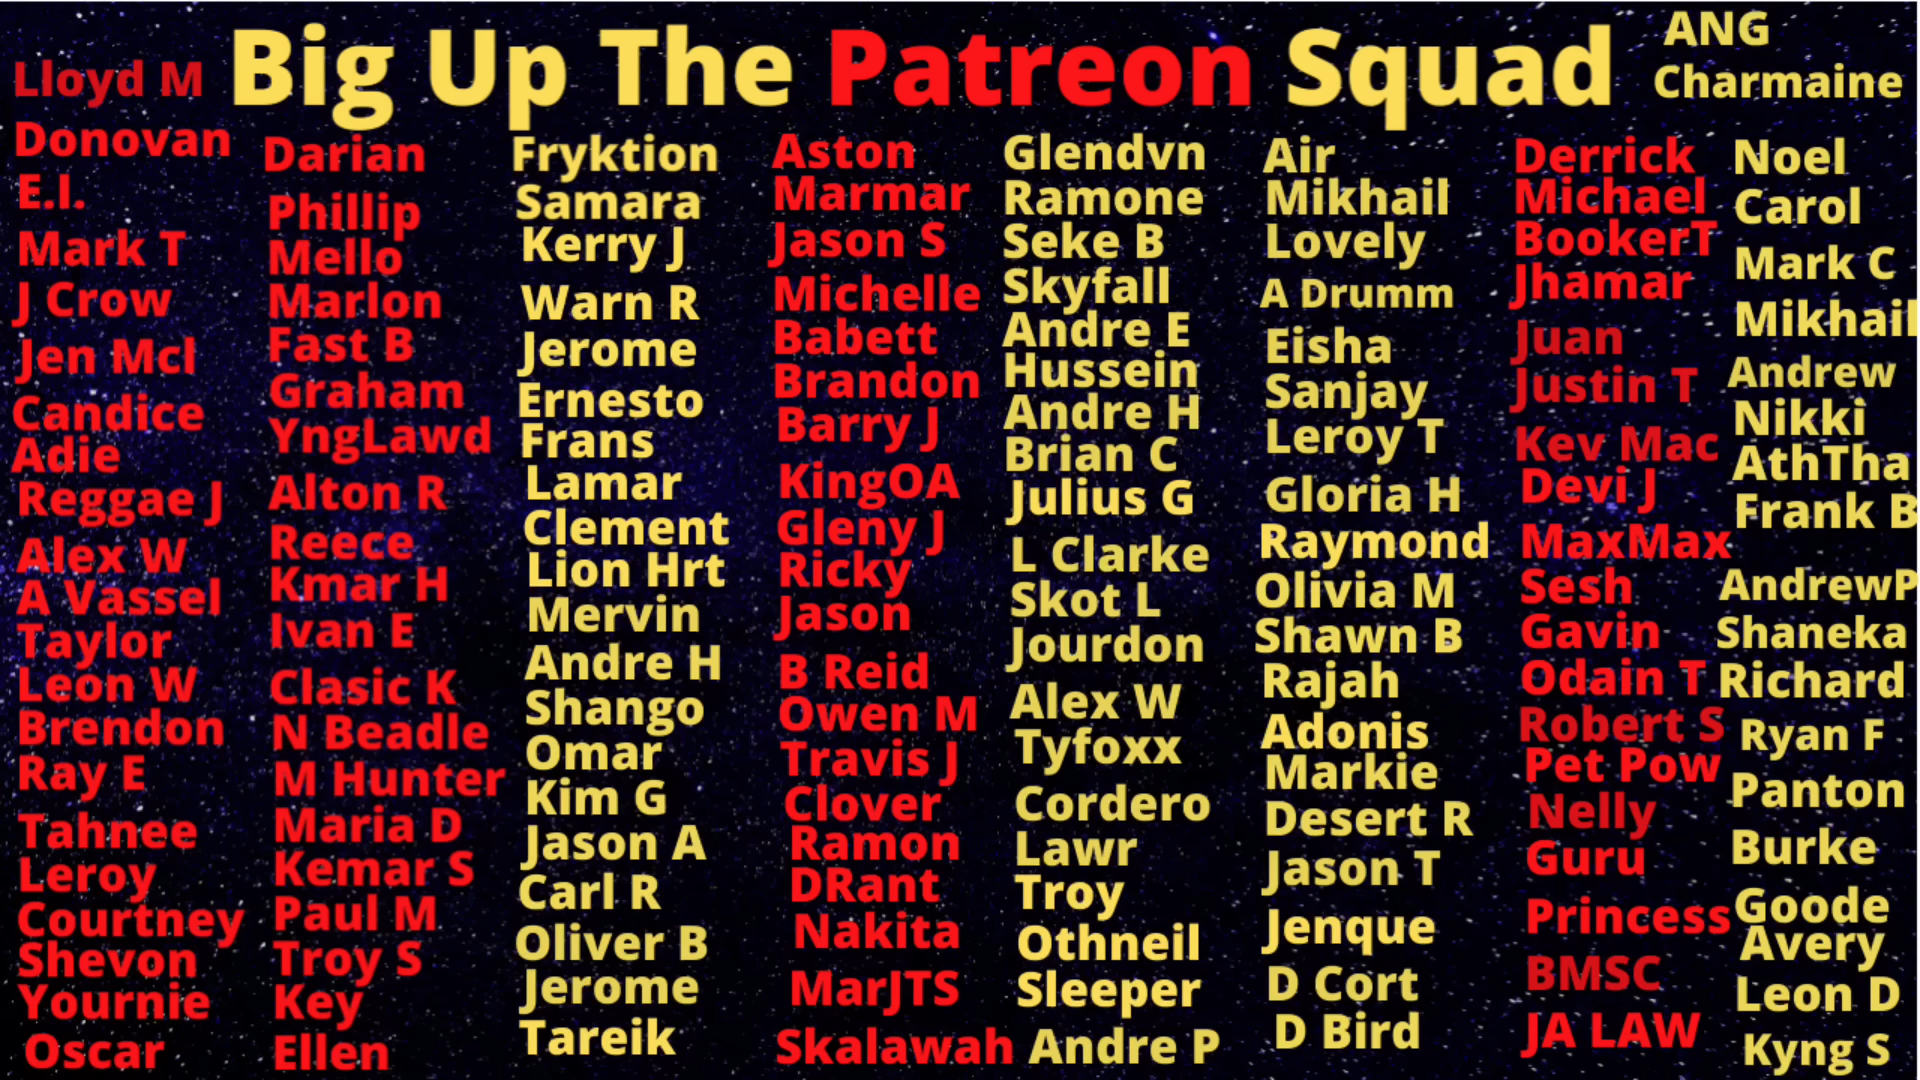 Big Up The Patreon Squad
Lloyd M
Donovan
E.I.
Mark T
J Crow
Jen Mcl
Candice
Adie
Reggae J
Alex W
A Vassel
Taylor
Leon W
Brendon
Ray E
Tahnee
Leroy
Courtney
Shevon
Yournie
Oscar
Darian
Phillip
Mello
Marlon
Fast B
Graham
YngLawd
Alton R
Reece
Kmar H
Ivan E
Clasic K
N Beadle
M Hunter
Maria D
Kemar S
Paul M
Troy S
Key
Ellen
Fryktion
Samara
Kerry J
Warn R
Jerome
Ernesto
Frans
Lamar
Clement
Lion Hrt
Mervin
Andre H
Shango
Omar
Kim G
Jason A
Carl R
Oliver B
Jerome
Tareik
Aston
Marmar
Jason S
Michelle
Babett
Brandon
Barry J
KingOA
Gleny J
Ricky
Jason
B Reid
Owen M
Travis J
Clover
Ramon
DRant
Nakita
MarJTS
Skalawah
Glendvn
Ramone
Seke B
Skyfall
Andre E
Hussein
Andre H
Brian C
Julius G
L Clarke
Skot L
Jourdon
Alex W
Tyfoxx
Cordero
Lawr
Troy
Othneil
Sleeper
Andre P
Air
Mikhail
Lovely
A Drumm
Eisha
Sanjay
Leroy T
Gloria H
Raymond
Olivia M
Shawn B
Rajah
Adonis
Markie
Desert R
Jason T
Jenque
D Cort
D Bird
Derrick
Michael
BookerT
Jhamar
Juan
Justin T
Kev Mac
Devi J
MaxMax
Sesh
Gavin
Odain T
Robert S
Pet Pow
Nelly
Guru
Princess
BMSC
JA LAW
ANG
Charmaine
Noel
Carol
Mark C
Mikhail
Andrew
Nikki
AthTha
Frank B
AndrewP
Shaneka
Richard
Ryan F
Panton
Burke
Goode
Avery
Leon D
Kyng S